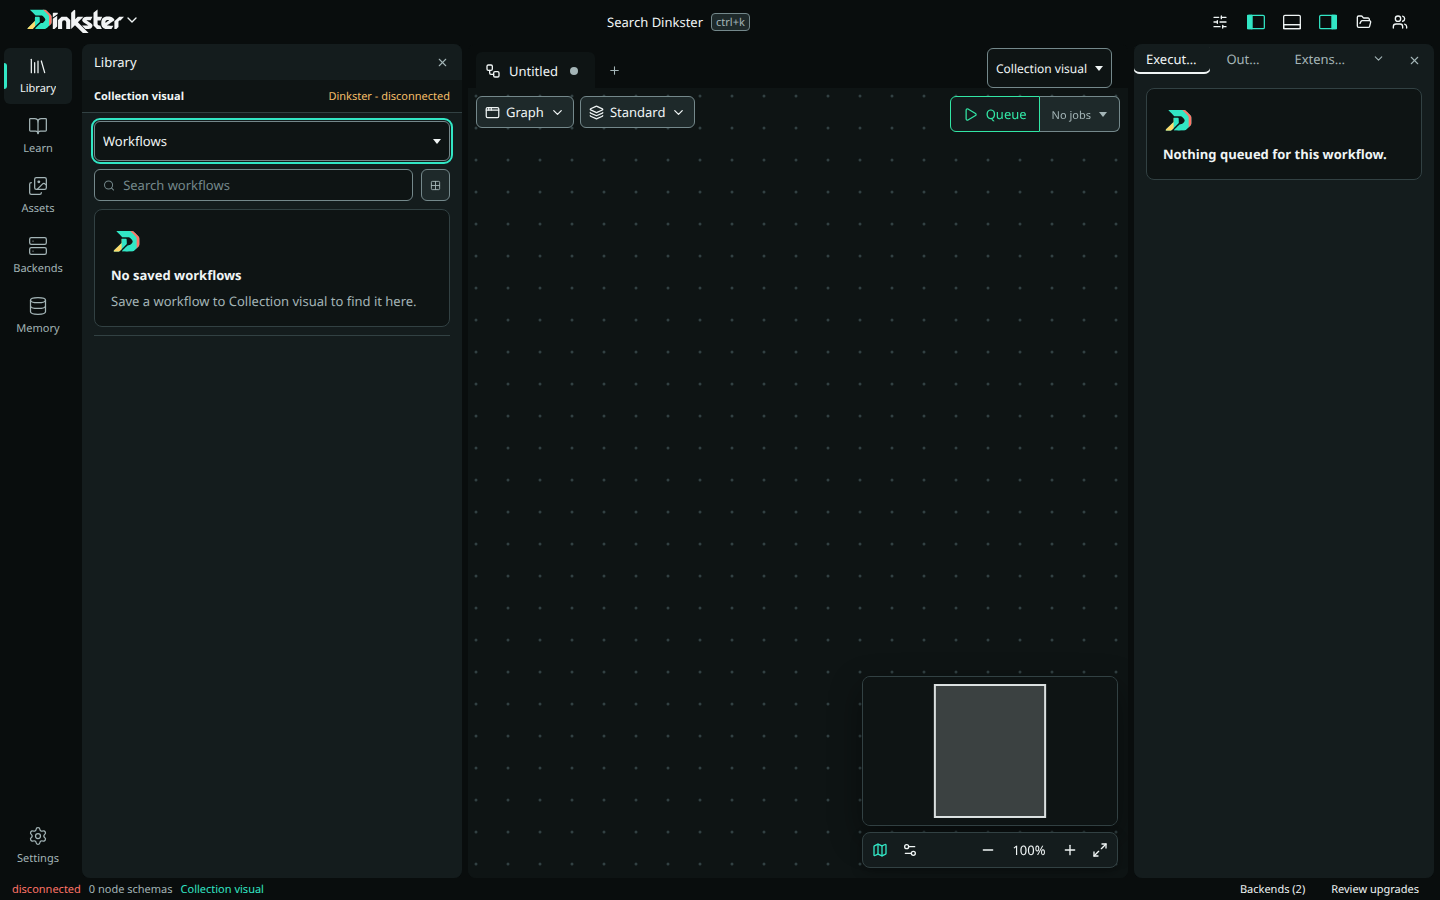 Dinkster
Search Dinkster ctrl+k
Library
Learn
Assets
Backends
Memory
Settings
Library
Collection visual Dinkster - disconnected
Workflows
Search workflows
No saved workflows
Save a workflow to Collection visual to find it here.
Untitled
Collection visual
Graph
Standard
Queue
No jobs
100%
Execut... Out... Extens...
Nothing queued for this workflow.
disconnected 0 node schemas Collection visual
Backends (2) Review upgrades